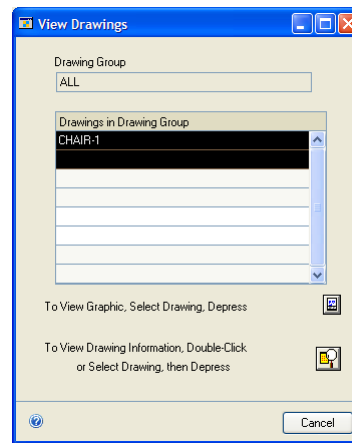 View Drawings
Drawing Group
ALL
Drawings in Drawing Group
CHAIR-1
To View Graphic, Select Drawing, Depress
To View Drawing Information, Double-Click
or Select Drawing, then Depress
Cancel